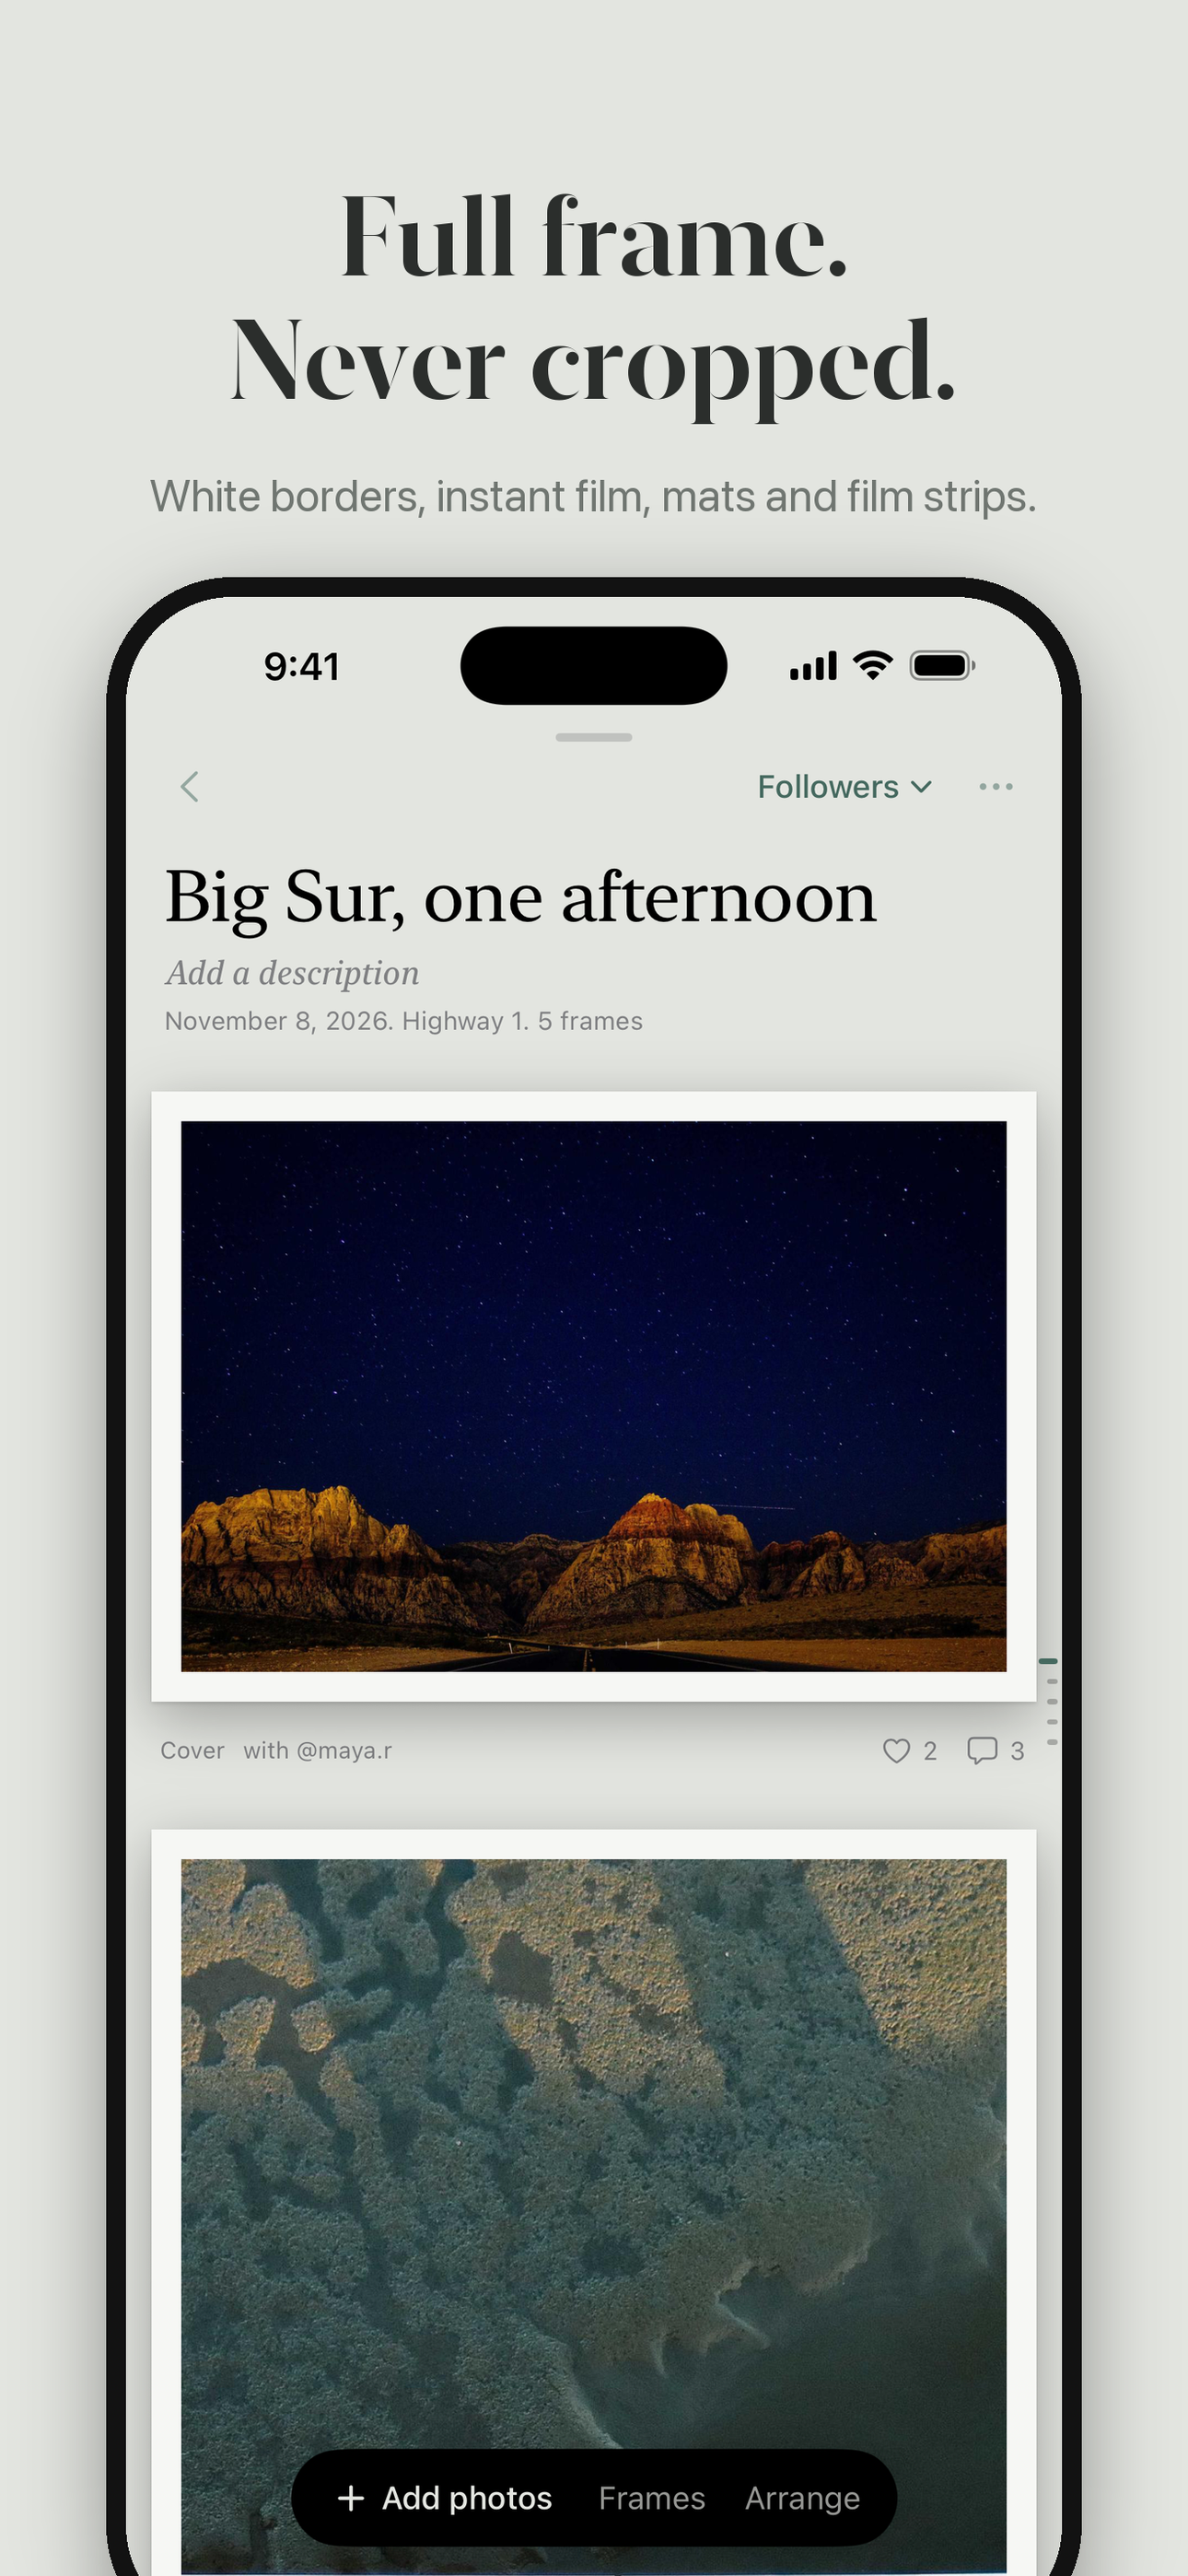 Full frame.
Never cropped.
White borders, instant film, mats and film strips.
9:41
Followers
Big Sur, one afternoon
Add a description
November 8, 2026. Highway 1. 5 frames
Cover with @maya.r 2 3
+ Add photos Frames Arrange